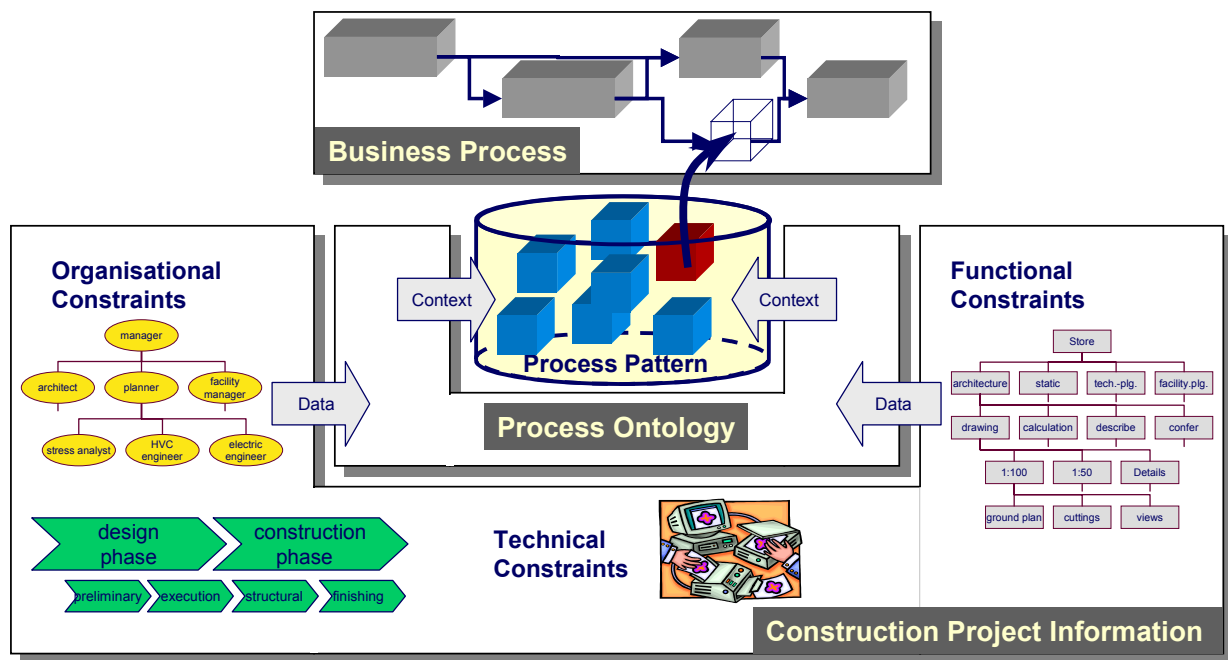 Business Process
Organisational
Constraints
manager
architect
planner
facility
manager
stress analyst
HVC
engineer
electric
engineer
Context
Context
Process Pattern
Data
Data
Process Ontology
Functional
Constraints
Store
architecture
static
tech.-plg.
facility.plg.
drawing
calculation
describe
confer
1:100
1:50
Details
ground plan
cuttings
views
design
phase
construction
phase
preliminary
execution
structural
finishing
Technical
Constraints
Construction Project Information